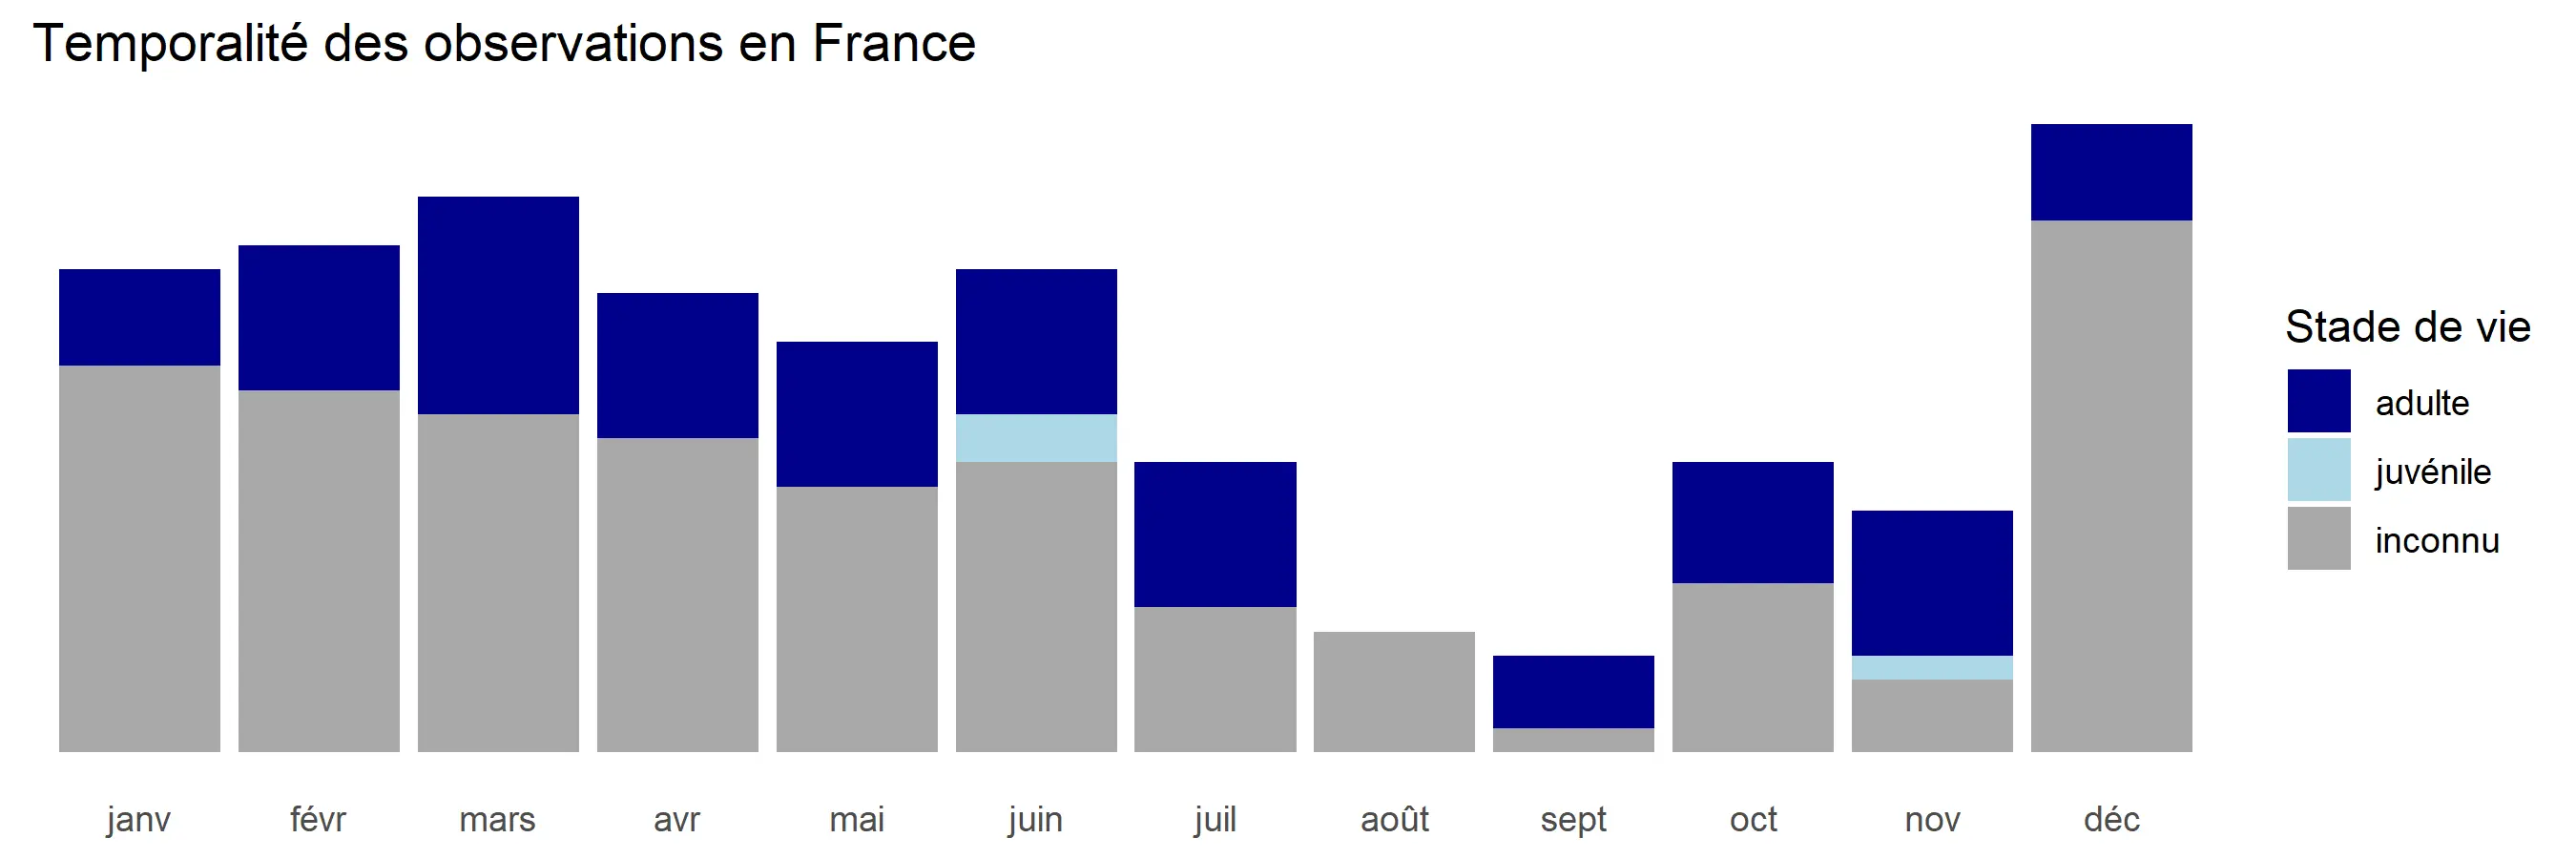 Temporalité des observations en France
Stade de vie
adulte
juvénile
inconnu
janv févr mars avr mai juin juil août sept oct nov déc